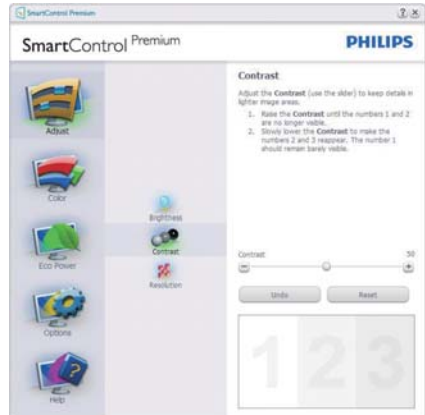 SmartControl Premium
SmartControl Premium
PHILIPS
Adjust
Color
Eco Power
Options
Help
Brightness
Contrast
Resolution
Contrast
Adjust the Contrast (use the slider) to keep details in
lighter image areas.
1. Raise the Contrast until the numbers 1 and 2
are no longer visible.
2. Slowly lower the Contrast to make the
numbers 2 and 3 reappear. The number 1
should remain barely visible.
Contrast
50
Undo
Reset
1 2 3